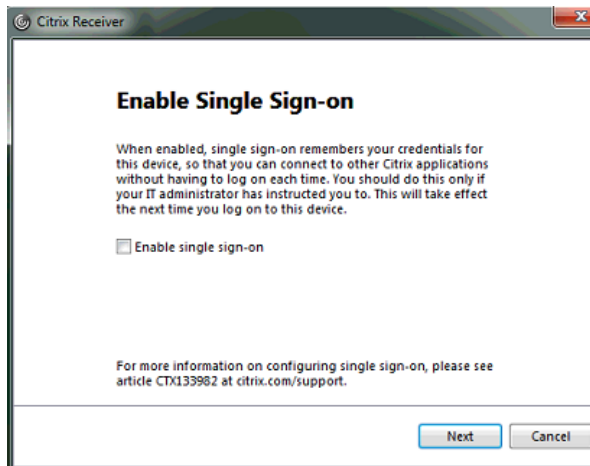 Citrix Receiver
Enable Single Sign-on
When enabled, single sign-on remembers your credentials for
this device, so that you can connect to other Citrix applications
without having to log on each time. You should do this only if
your IT administrator has instructed you to. This will take effect
the next time you log on to this device.
Enable single sign-on
For more information on configuring single sign-on, please see
article CTX133982 at citrix.com/support.
Next Cancel